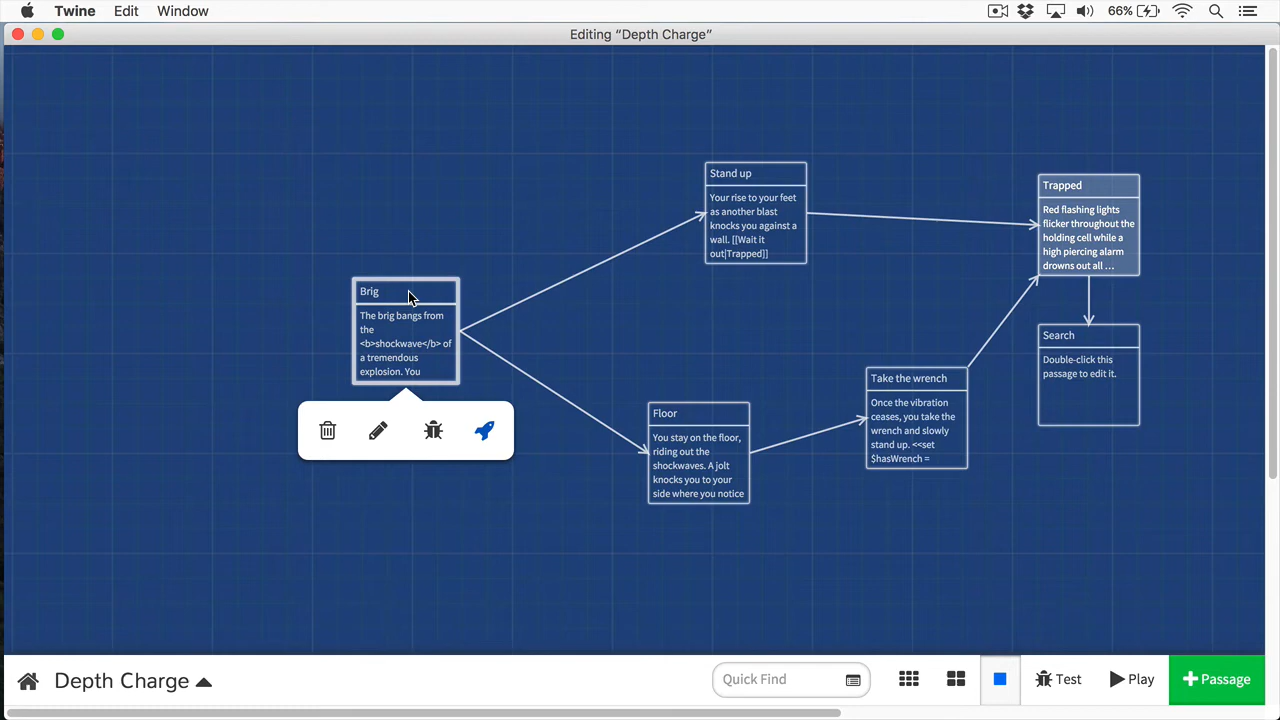 Twine Edit Window 66%
Editing “Depth Charge”
Stand up
Your rise to your feet
as another blast
knocks you against a
wall. [[Wait it
out|Trapped]]
Trapped
Red flashing lights
flicker throughout the
holding cell while a
high piercing alarm
drowns out all ...
Brig
The brig bangs from
the
<b>shockwave</b> of
a tremendous
explosion. You
Search
Double-click this
passage to edit it.
Take the wrench
Once the vibration
ceases, you take the
wrench and slowly
stand up. <<set
$hasWrench =
Floor
You stay on the floor,
riding out the
shockwaves. A jolt
knocks you to your
side where you notice
Depth Charge Quick Find Test Play +Passage